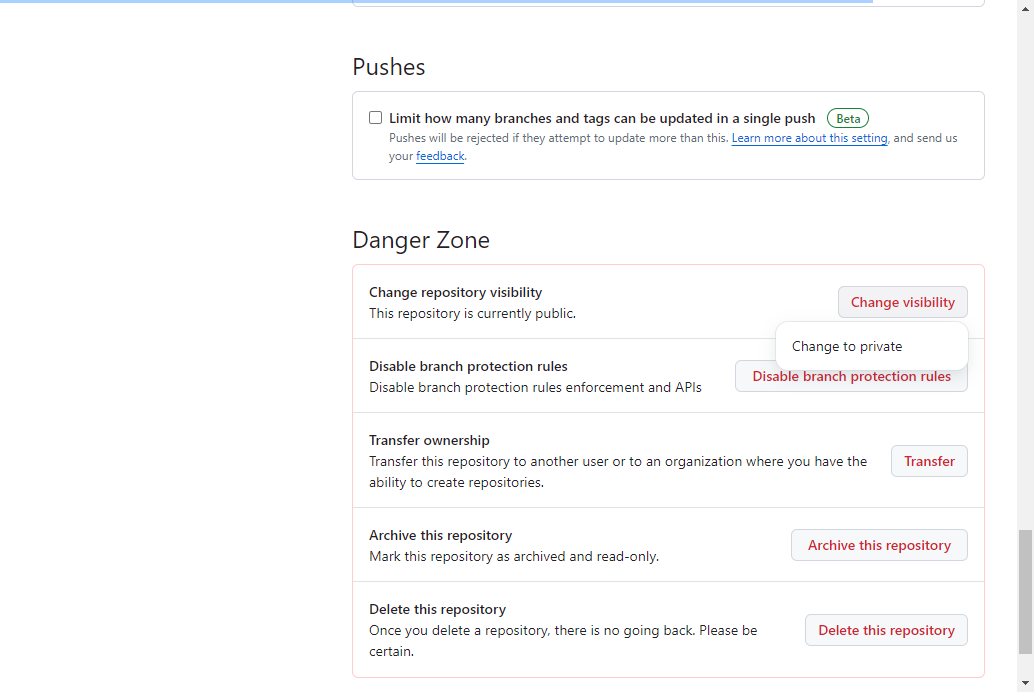 Pushes
Limit how many branches and tags can be updated in a single push Beta
Pushes will be rejected if they attempt to update more than this. Learn more about this setting, and send us
your feedback.
Danger Zone
Change repository visibility
This repository is currently public.
Change visibility
Change to private
Disable branch protection rules
Disable branch protection rules enforcement and APIs
Disable branch protection rules
Transfer ownership
Transfer this repository to another user or to an organization where you have the
ability to create repositories.
Transfer
Archive this repository
Mark this repository as archived and read-only.
Archive this repository
Delete this repository
Once you delete a repository, there is no going back. Please be
certain.
Delete this repository